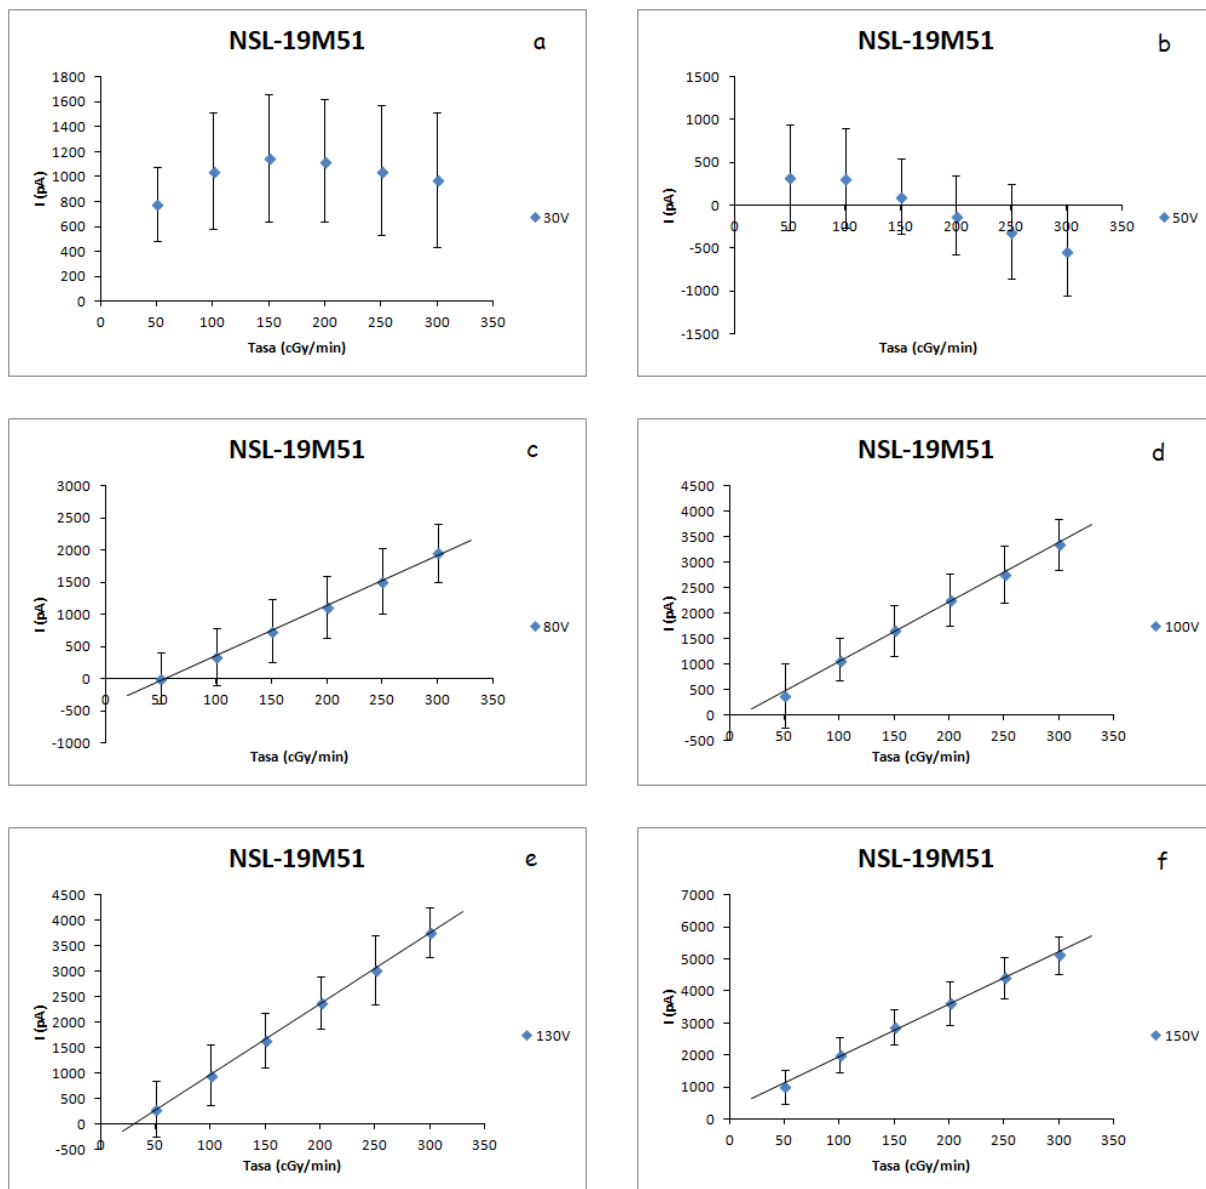 NSL-19M51 a
1800
1600
1400
1200
1000
800
600
400
200
0
I (pA)
0 50 100 150 200 250 300 350
Tasa (cGy/min)
30V
NSL-19M51 b
1500
1000
500
0
-500
-1000
-1500
I (pA)
0 50 100 150 200 250 300 350
Tasa (cGy/min)
50V
NSL-19M51 c
3000
2500
2000
1500
1000
500
0
-500
-1000
I (pA)
0 50 100 150 200 250 300 350
Tasa (cGy/min)
80V
NSL-19M51 d
4500
4000
3500
3000
2500
2000
1500
1000
500
0
-500
I (pA)
0 50 100 150 200 250 300 350
Tasa (cGy/min)
100V
NSL-19M51 e
4500
4000
3500
3000
2500
2000
1500
1000
500
0
-500
I (pA)
0 50 100 150 200 250 300 350
Tasa (cGy/min)
130V
NSL-19M51 f
7000
6000
5000
4000
3000
2000
1000
0
I (pA)
0 50 100 150 200 250 300 350
Tasa (cGy/min)
150V